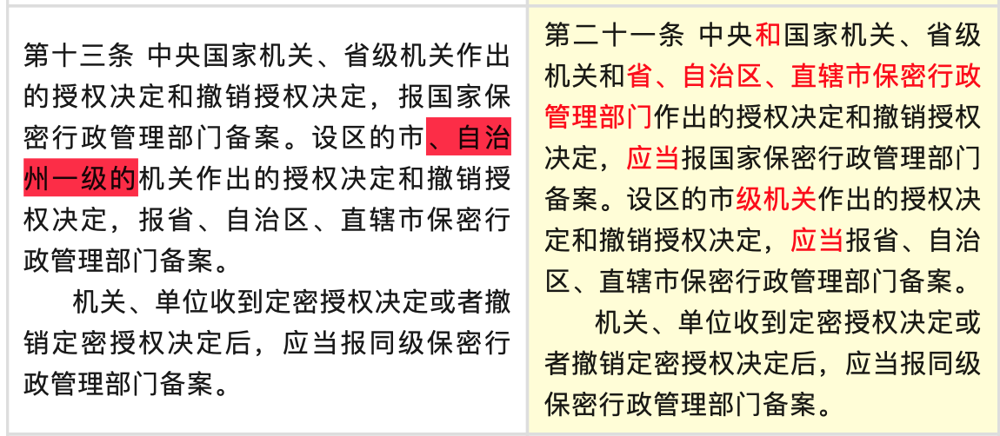 第十三条 中央国家机关、省级机关作出
的授权决定和撤销授权决定，报国家保
密行政管理部门备案。设区的市、自治
州一级的机关作出的授权决定和撤销授
权决定，报省、自治区、直辖市保密行
政管理部门备案。
机关、单位收到定密授权决定或者撤
销定密授权决定后，应当报同级保密行
政管理部门备案。
第二十一条 中央和国家机关、省级
机关和省、自治区、直辖市保密行政
管理部门作出的授权决定和撤销授权
决定，应当报国家保密行政管理部门
备案。设区的市级机关作出的授权决
定和撤销授权决定，应当报省、自治
区、直辖市保密行政管理部门备案。
机关、单位收到定密授权决定或
者撤销定密授权决定后，应当报同级
保密行政管理部门备案。